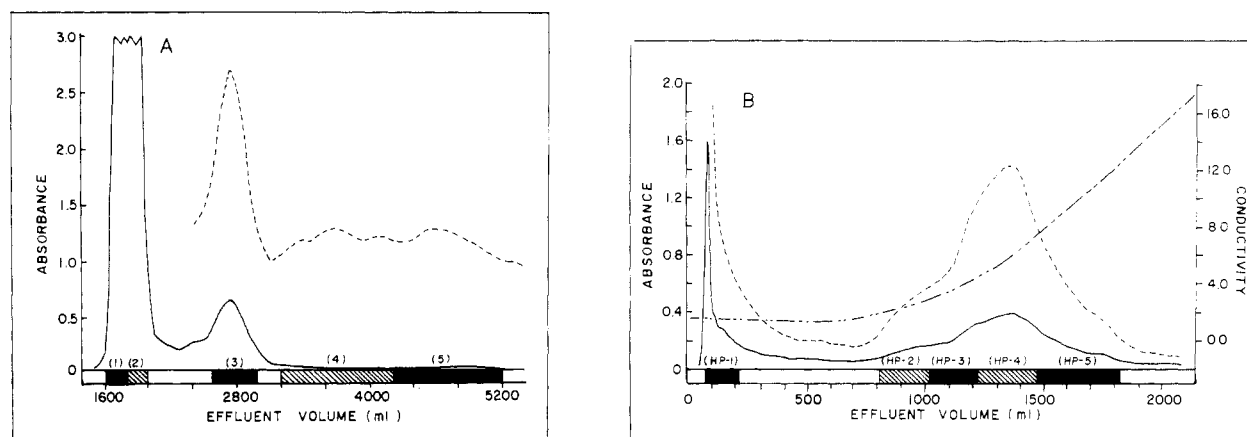 A
3.0
2.5
2.0
1.5
1.0
0.5
0
ABSORBANCE
(1) (2) (3) (4) (5)
1600 2800 4000 5200
EFFLUENT VOLUME (ml)
B
2.0
1.6
1.2
0.8
0.4
0
ABSORBANCE
16.0
12.0
8.0
4.0
0.0
CONDUCTIVITY
(HP-1) (HP-2) (HP-3) (HP-4) (HP-5)
0 500 1000 1500 2000
EFFLUENT VOLUME (ml)